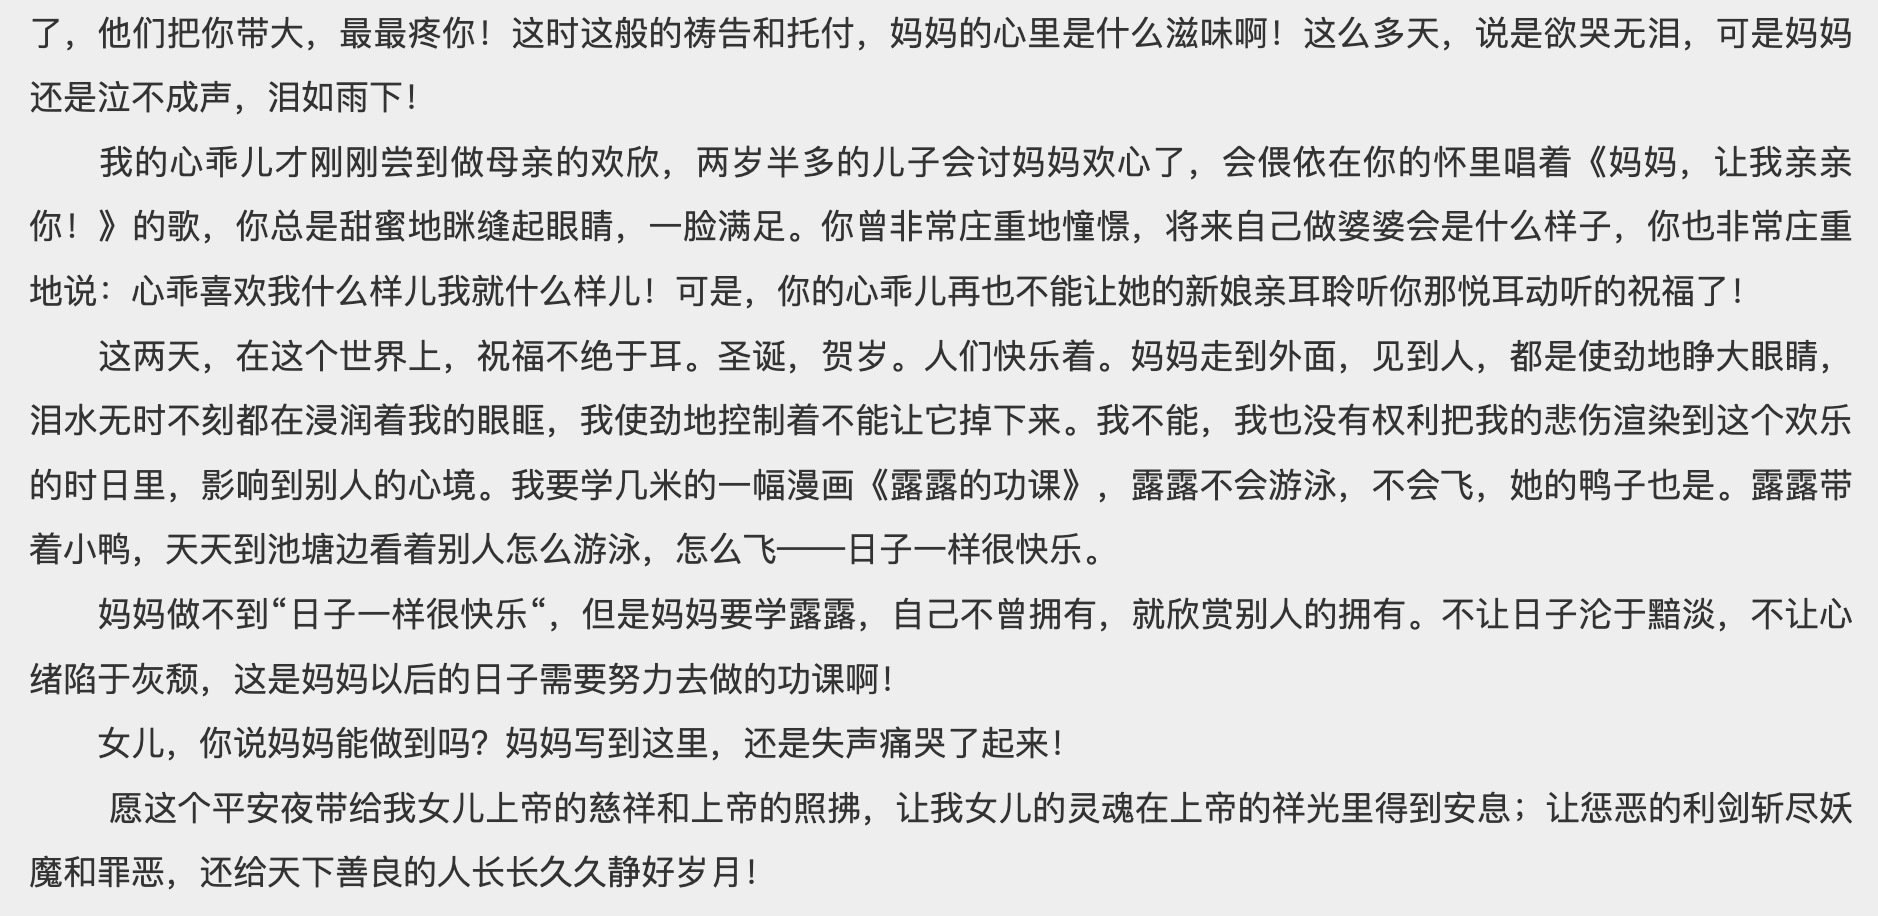 了，他们把你带大，最最疼你！这时这般的祷告和托付，妈妈的心里是什么滋味啊！这么多天，说是欲哭无泪，可是妈妈
还是泣不成声，泪如雨下！
我的心乖儿才刚刚尝到做母亲的欢欣，两岁半多的儿子会讨妈妈欢心了，会偎依在你的怀里唱着《妈妈，让我亲亲
你！》的歌，你总是甜蜜地眯缝起眼睛，一脸满足。你曾非常庄重地憧憬，将来自己做婆婆会是什么样子，你也非常庄重
地说：心乖喜欢我什么样儿我就什么样儿！可是，你的心乖儿再也不能让她的新娘亲耳聆听你那悦耳动听的祝福了！
这两天，在这个世界上，祝福不绝于耳。圣诞，贺岁。人们快乐着。妈妈走到外面，见到人，都是使劲地睁大眼睛，
泪水无时不刻都在浸润着我的眼眶，我使劲地控制着不能让它掉下来。我不能，我也没有权利把我的悲伤渲染到这个欢乐
的时日里，影响到别人的心境。我要学几米的一幅漫画《露露的功课》，露露不会游泳，不会飞，她的鸭子也是。露露带
着小鸭，天天到池塘边看着别人怎么游泳，怎么飞——日子一样很快乐。
妈妈做不到“日子一样很快乐“，但是妈妈要学露露，自己不曾拥有，就欣赏别人的拥有。不让日子沦于黯淡，不让心
绪陷于灰颓，这是妈妈以后的日子需要努力去做的功课啊！
女儿，你说妈妈能做到吗？妈妈写到这里，还是失声痛哭了起来！
愿这个平安夜带给我女儿上帝的慈祥和上帝的照拂，让我女儿的灵魂在上帝的祥光里得到安息；让惩恶的利剑斩尽妖
魔和罪恶，还给天下善良的人长长久久静好岁月！